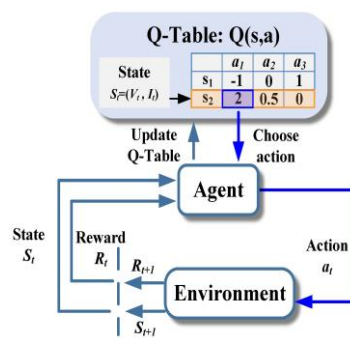 Q-Table: Q(s,a)
a1 a2 a3
State
St=(Vt , It)
s1 -1 0 1
s2 2 0.5 0
Update
Q-Table
Choose
action
Agent
State
St
Reward
Rt
Rt+1
St+1
Environment
Action
at